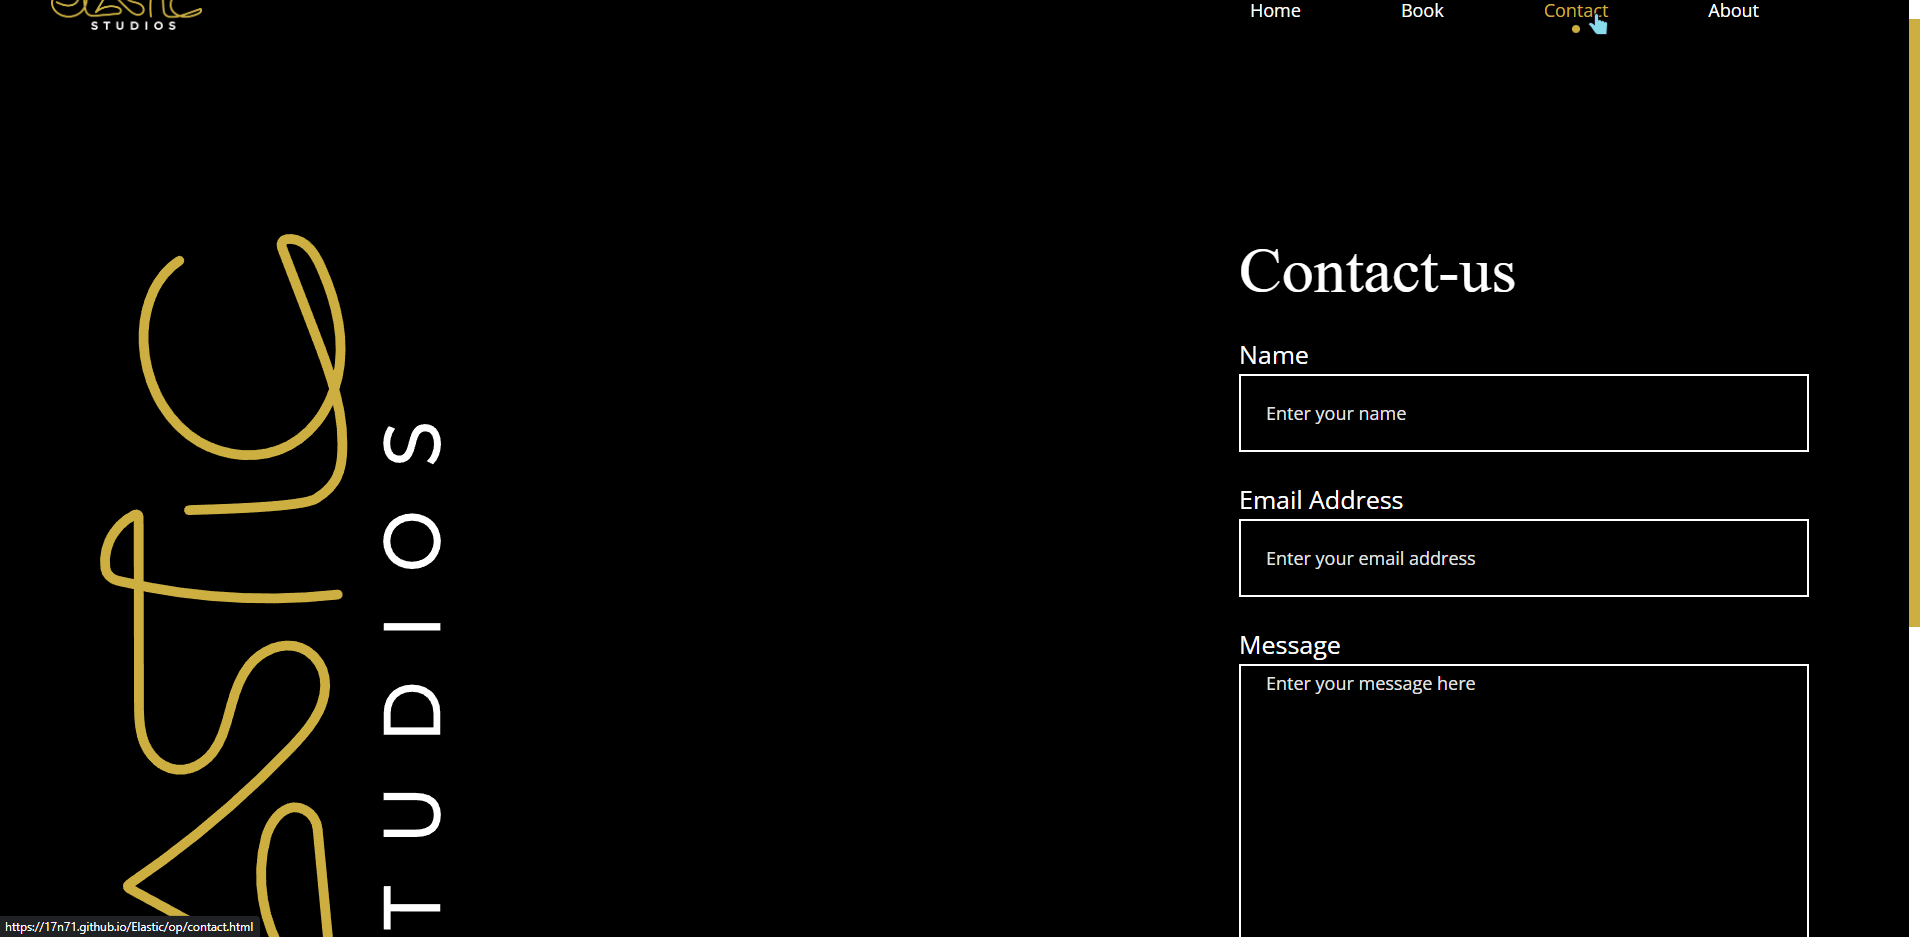 STUDIOS
Home
Book
Contact
About
Contact-us
Name
Enter your name
Email Address
Enter your email address
Message
Enter your message here
TUDIOS
https://17n71.github.io/Elastic/op/contact.html